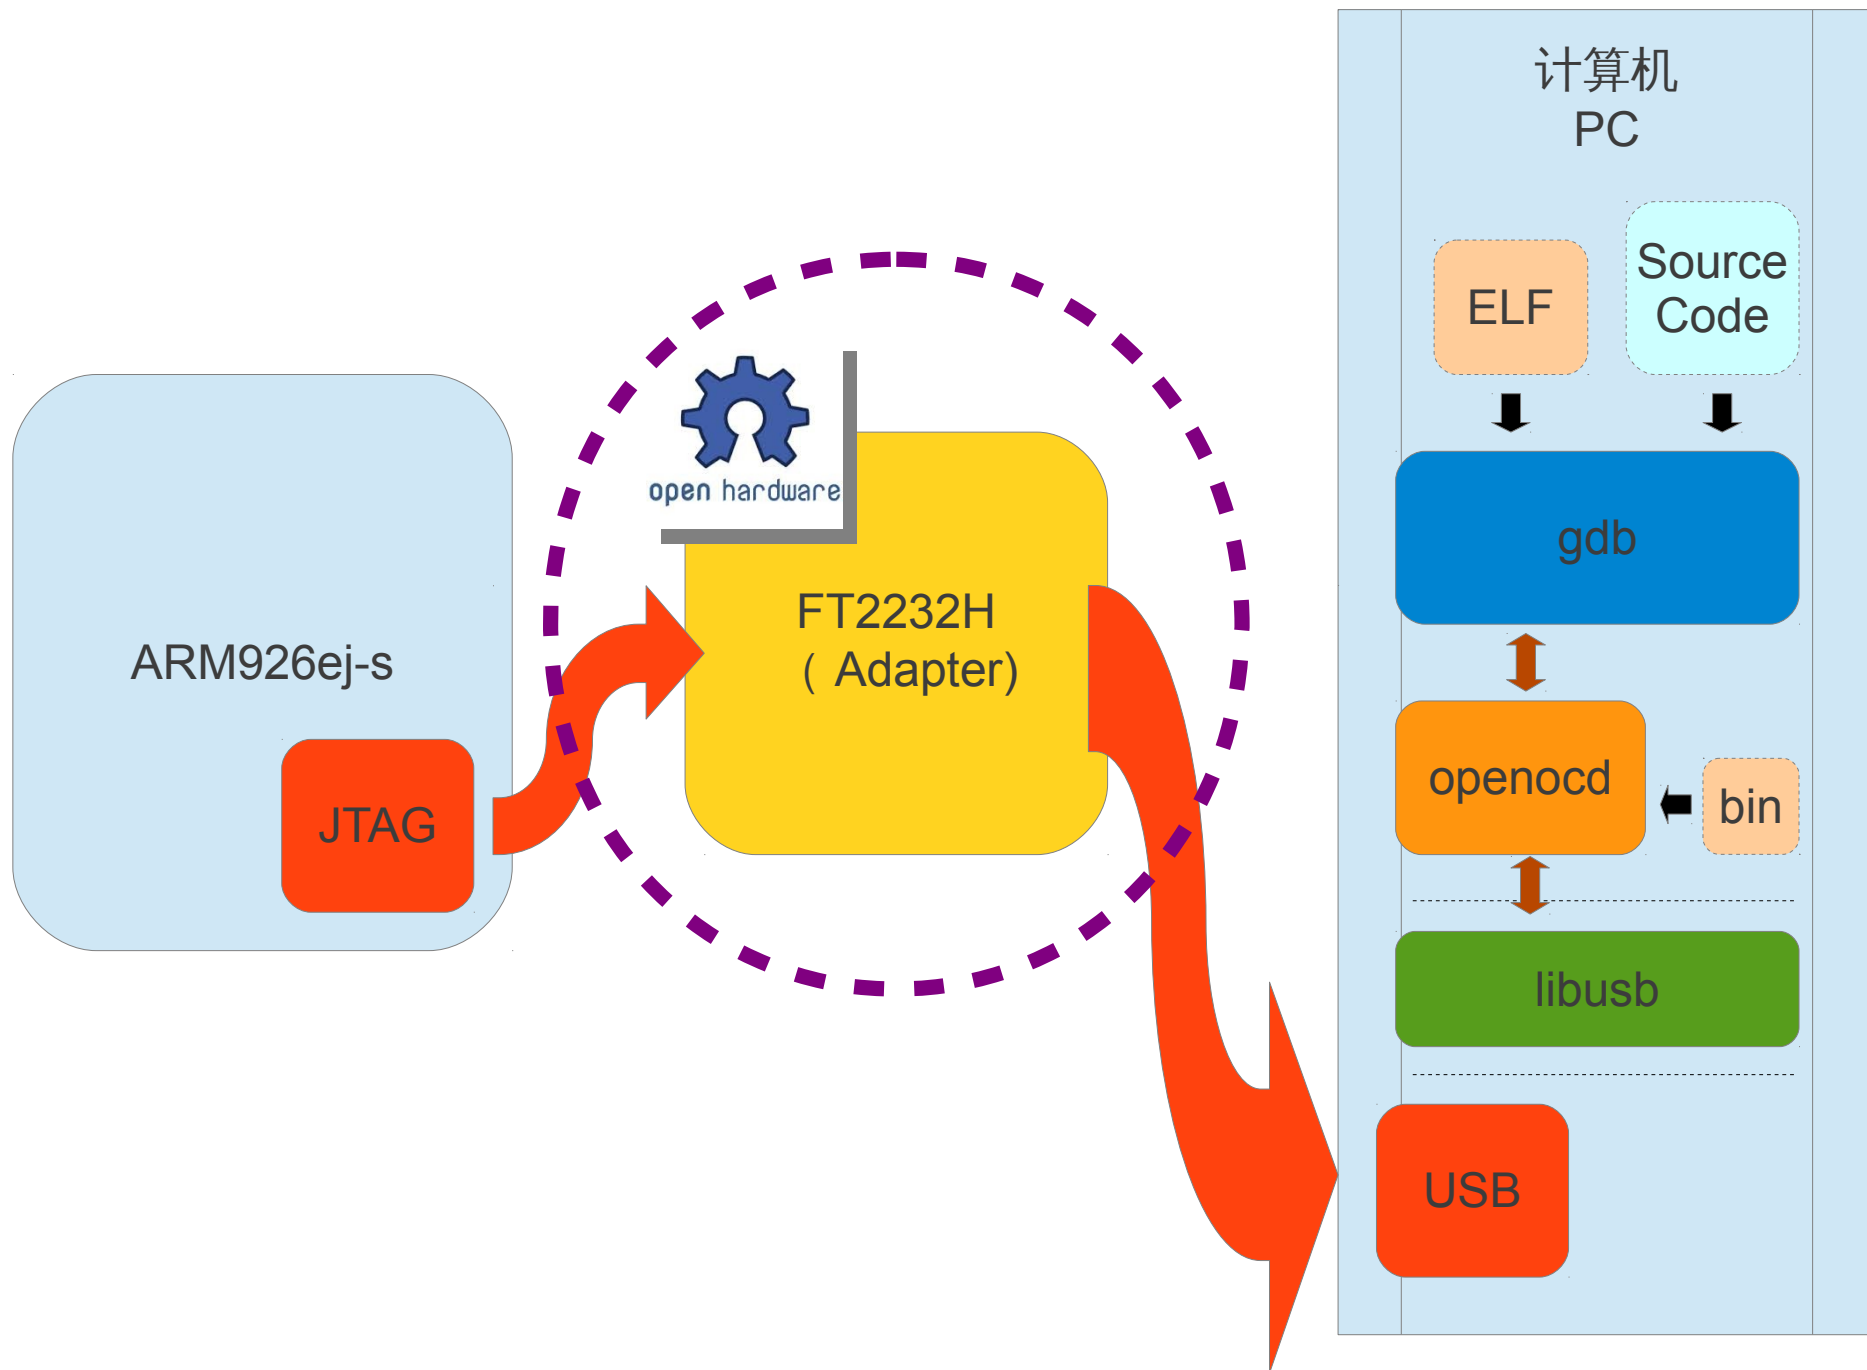 计算机
PC
ELF
Source
Code
open hardware
gdb
FT2232H
（ Adapter)
ARM926ej-s
openocd
bin
JTAG
libusb
USB